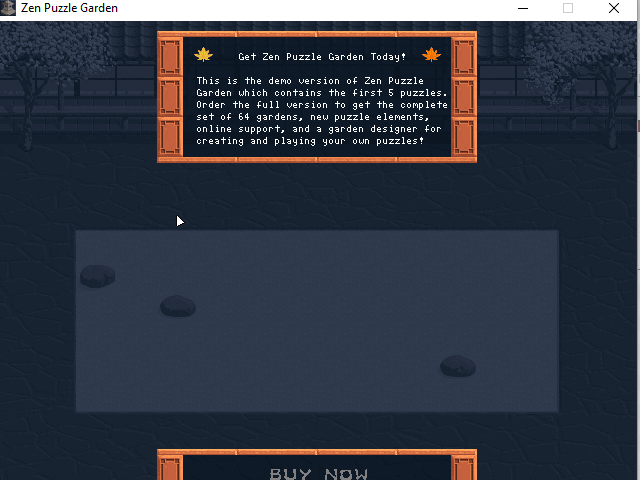 Zen Puzzle Garden
Get Zen Puzzle Garden Today!
This is the demo version of Zen Puzzle
Garden which contains the first 5 puzzles.
Order the full version to get the complete
set of 64 gardens, new puzzle elements,
online support, and a garden designer for
creating and playing your own puzzles!
BUY NOW